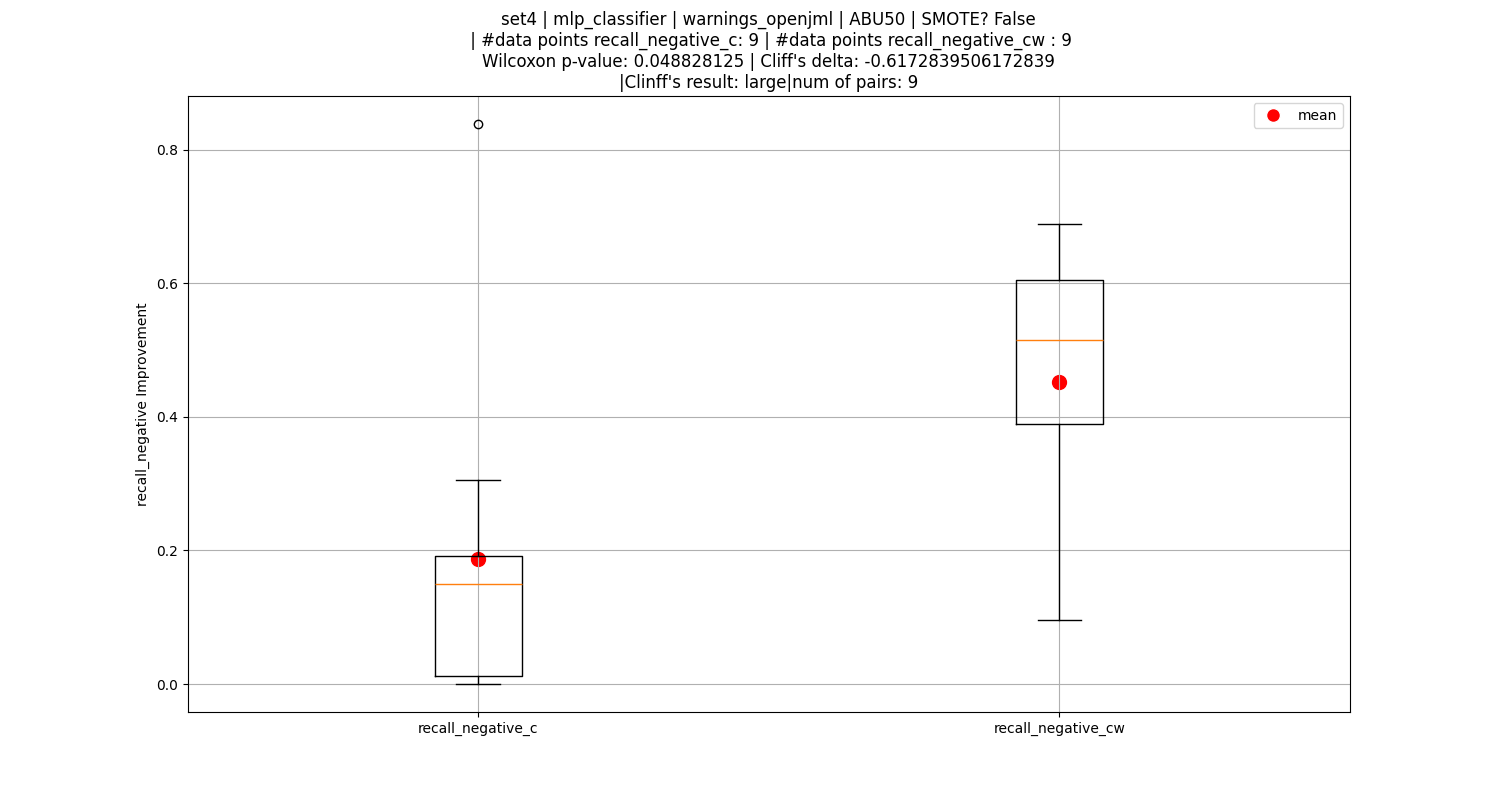 set4 | mlp_classifier | warnings_openjml | ABU50 | SMOTE? False
| #data points recall_negative_c: 9 | #data points recall_negative_cw : 9
Wilcoxon p-value: 0.048828125 | Cliff's delta: -0.6172839506172839
|Clinff's result: large|num of pairs: 9
mean
0.8
0.6
0.4
0.2
0.0
recall_negative Improvement
recall_negative_c
recall_negative_cw